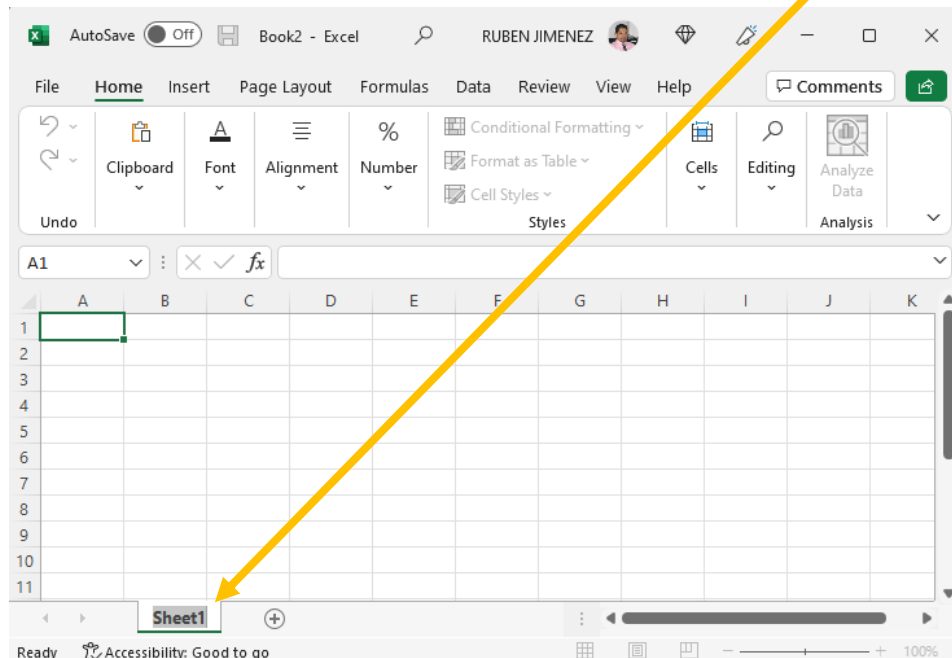 AutoSave Off Book2 - Excel RUBEN JIMENEZ
File Home Insert Page Layout Formulas Data Review View Help Comments
Clipboard Font Alignment % Number Conditional Formatting Format as Table Cell Styles Cells Editing Analyze Data
Undo Styles Analysis
A1 fx
A B C D E F G H I J K
1
2
3
4
5
6
7
8
9
10
11
Sheet1
Ready Accessibility: Good to go 100%